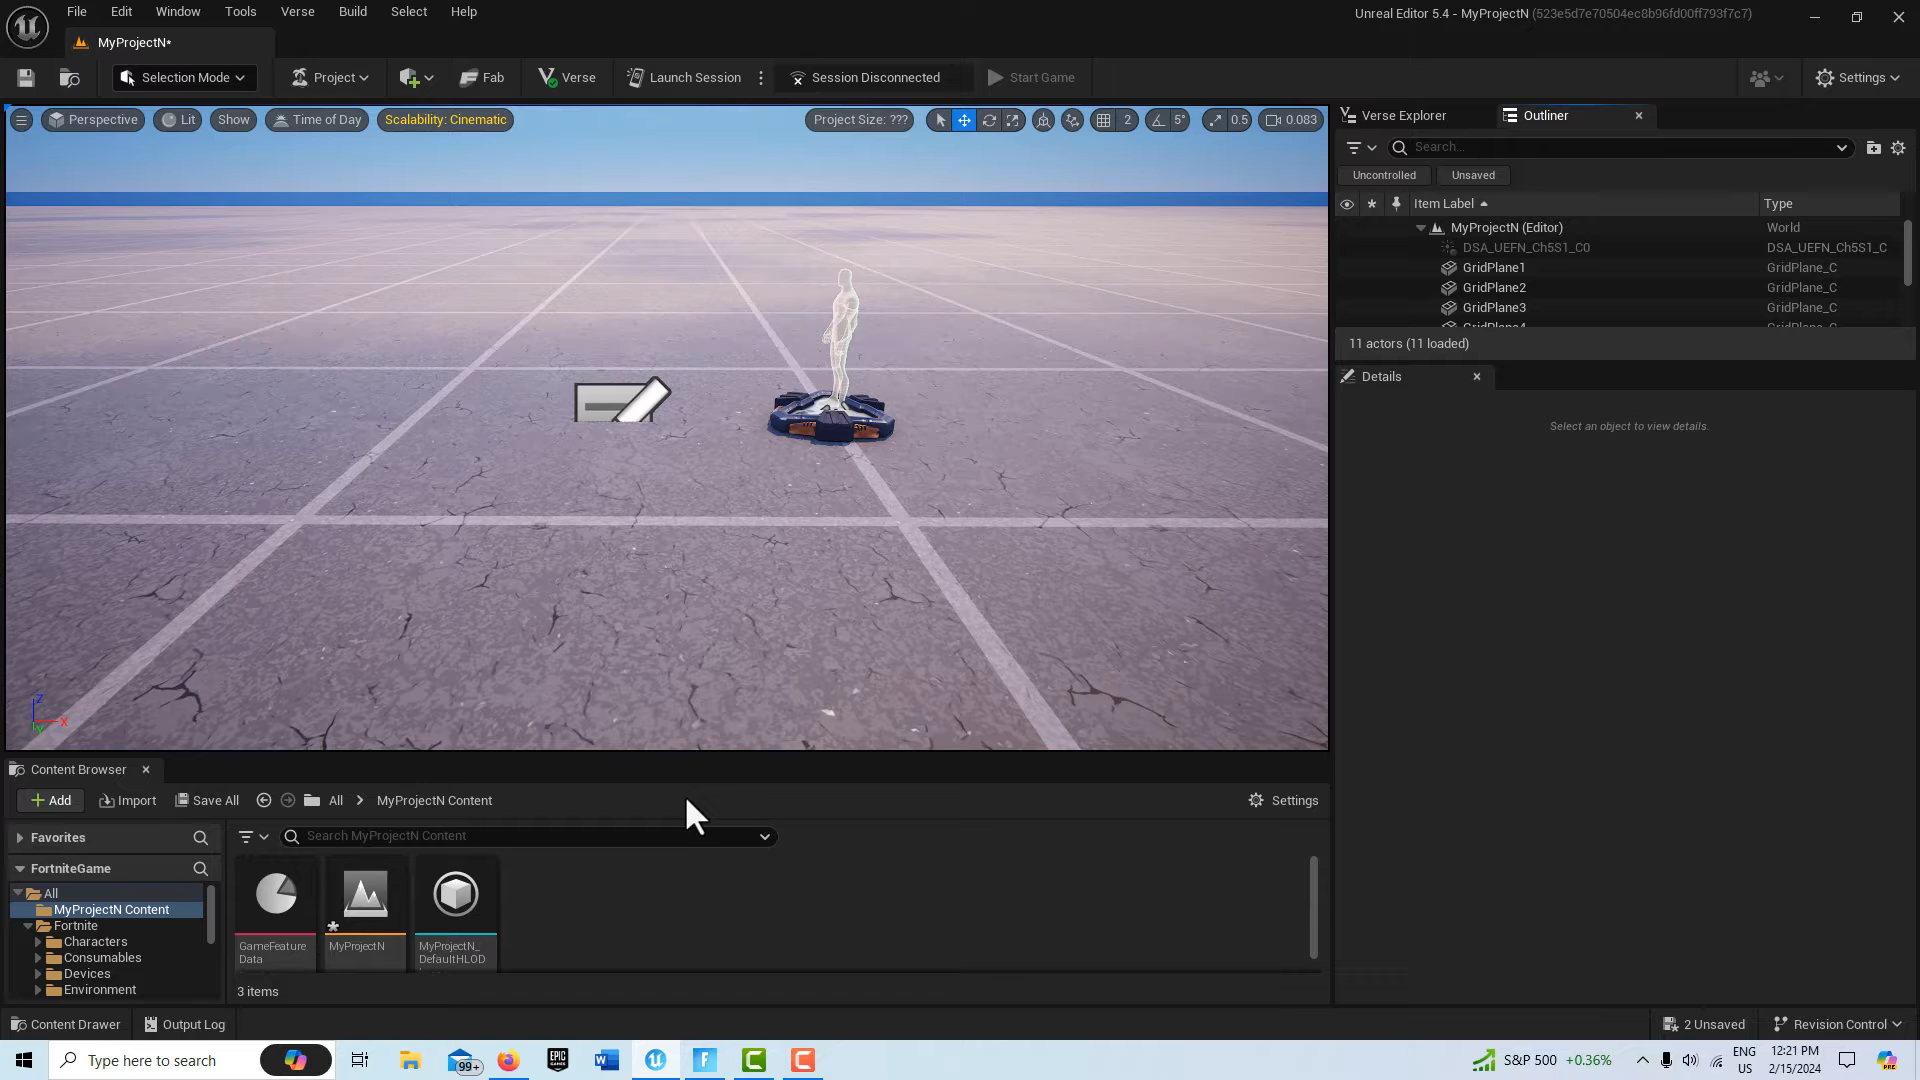 File Edit Window Tools Verse Build Select Help
Unreal Editor 5.4 - MyProjectN (523e5d7e70504ec8b96fd00ff793f7c7)
MyProjectN*
Selection Mode Project Fab Verse Launch Session Session Disconnected Start Game Settings
Perspective Lit Show Time of Day Scalability: Cinematic Project Size: ??? 2 5° 0.5 0.083
Verse Explorer Outliner
Search...
Uncontrolled Unsaved
Item Label Type
MyProjectN (Editor) World
DSA_UEFN_Ch5S1_C0 DSA_UEFN_Ch5S1_C
GridPlane1 GridPlane_C
GridPlane2 GridPlane_C
GridPlane3 GridPlane_C
GridPlane4 GridPlane_C
11 actors (11 loaded)
Details
Select an object to view details.
Z
X
Y
Content Browser
Add Import Save All All MyProjectN Content Settings
Favorites
Search MyProjectN Content
FortniteGame
All
MyProjectN Content
Fortnite
Characters
Consumables
Devices
Environment
GameFeature
Data
MyProjectN
MyProjectN_
DefaultHLOD
3 items
Content Drawer Output Log 2 Unsaved Revision Control
Type here to search
99+
EPIC
GAMES
S&P 500 +0.36%
ENG
US
12:21 PM
2/15/2024
PRE